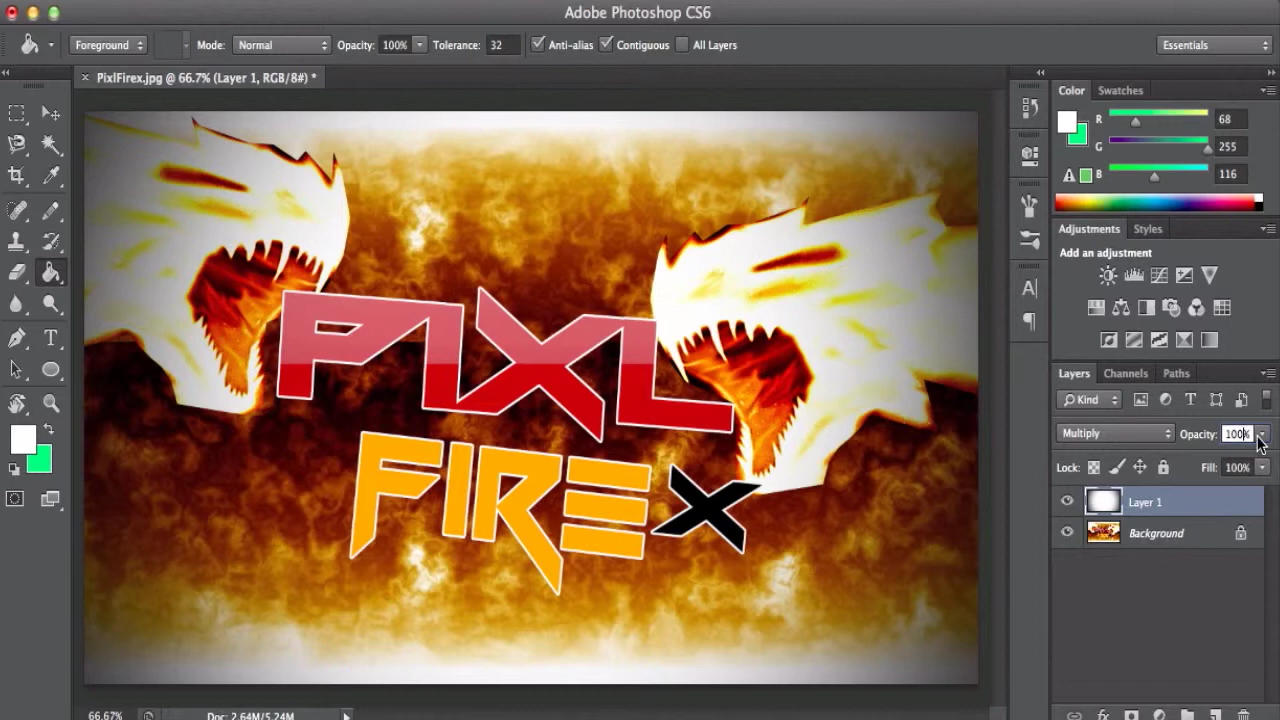 Adobe Photoshop CS6
Foreground Mode: Normal Opacity: 100% Tolerance: 32 Anti-alias Contiguous All Layers Essentials
× PixlFirex.jpg @ 66.7% (Layer 1, RGB/8#) *
Color Swatches
R 68
G 255
B 116
Adjustments Styles
Add an adjustment
PIXL
FIREX
Layers Channels Paths
Kind
Multiply Opacity: 100%
Lock: Fill: 100%
Layer 1
Background
66.67% Doc: 2.64M/5.24M